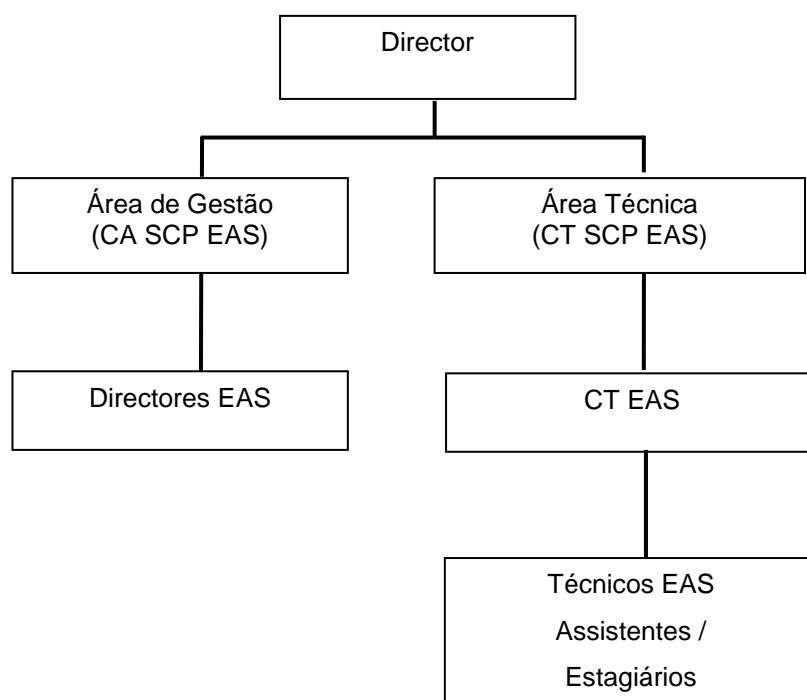 Director
Área de Gestão
(CA SCP EAS)
Área Técnica
(CT SCP EAS)
Directores EAS
CT EAS
Técnicos EAS
Assistentes /
Estagiários